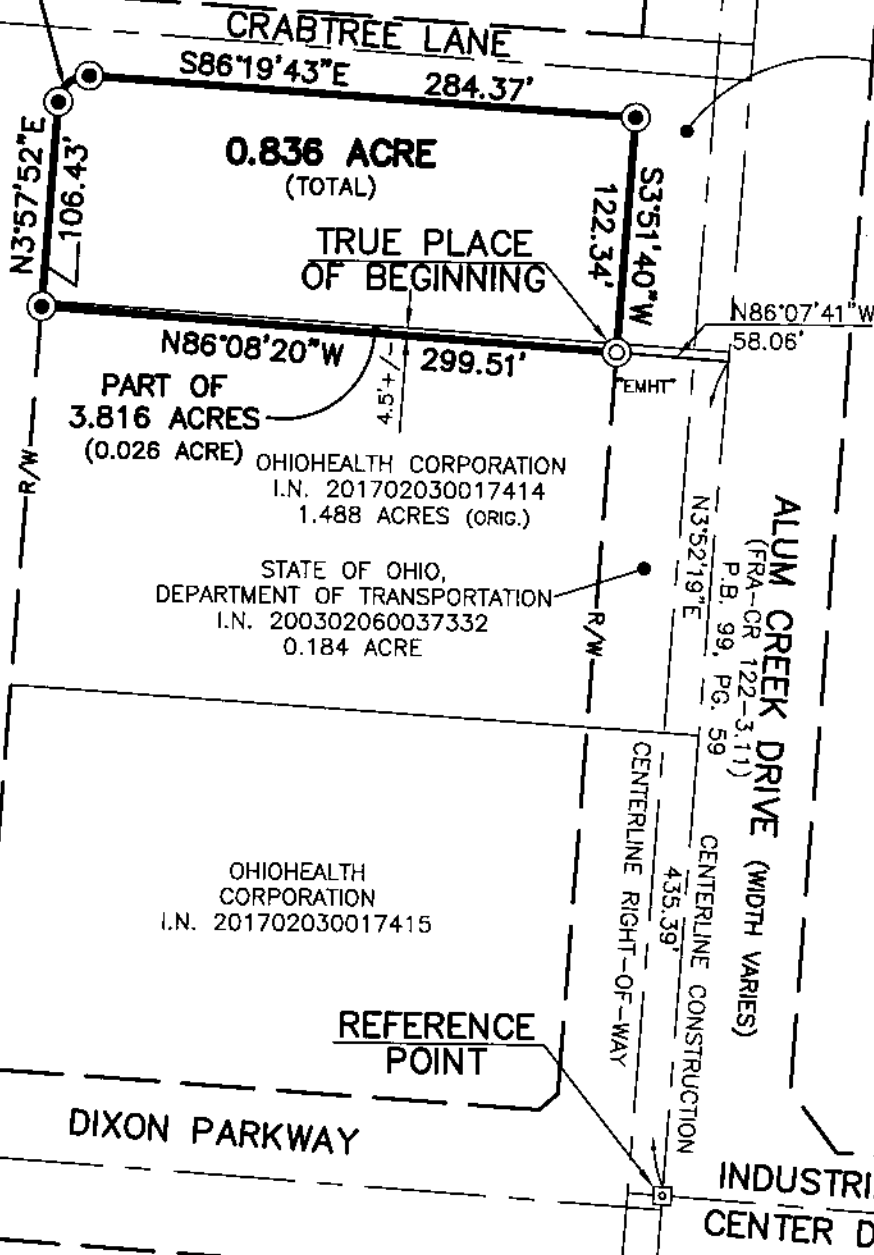 CRABTREE LANE
S86°19'43"E 284.37'
N3°57'52"E
106.43'
0.836 ACRE
(TOTAL)
S3°51'40"W
122.34'
TRUE PLACE
OF BEGINNING
N86°07'41"W
58.06'
N86°08'20"W 299.51'
"EMHT"
4.5'+/-
PART OF
3.816 ACRES
(0.026 ACRE)
R/W
OHIOHEALTH CORPORATION
I.N. 201702030017414
1.488 ACRES (ORIG.)
STATE OF OHIO,
DEPARTMENT OF TRANSPORTATION
I.N. 200302060037332
0.184 ACRE
R/W
N3°52'19"E
ALUM CREEK DRIVE (WIDTH VARIES)
(FRA-CR 122-3.11)
P.B. 99, PG. 59
CENTERLINE RIGHT-OF-WAY
435.39'
CENTERLINE CONSTRUCTION
OHIOHEALTH
CORPORATION
I.N. 201702030017415
REFERENCE
POINT
DIXON PARKWAY
INDUSTRI
CENTER D